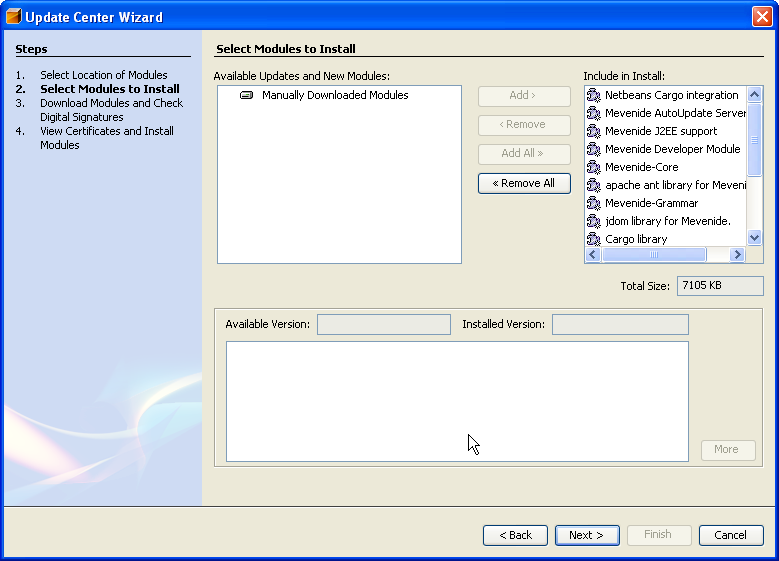 Update Center Wizard
Steps
1. Select Location of Modules
2. Select Modules to Install
3. Download Modules and Check
Digital Signatures
4. View Certificates and Install
Modules
Select Modules to Install
Available Updates and New Modules:
Manually Downloaded Modules
Add >
< Remove
Add All »
« Remove All
Include in Install:
Netbeans Cargo integration
Mevenide AutoUpdate Server
Mevenide J2EE support
Mevenide Developer Module
Mevenide-Core
apache ant library for Meveni
Mevenide-Grammar
jdom library for Mevenide.
Cargo library
Total Size: 7105 KB
Available Version:
Installed Version:
More
< Back
Next >
Finish
Cancel